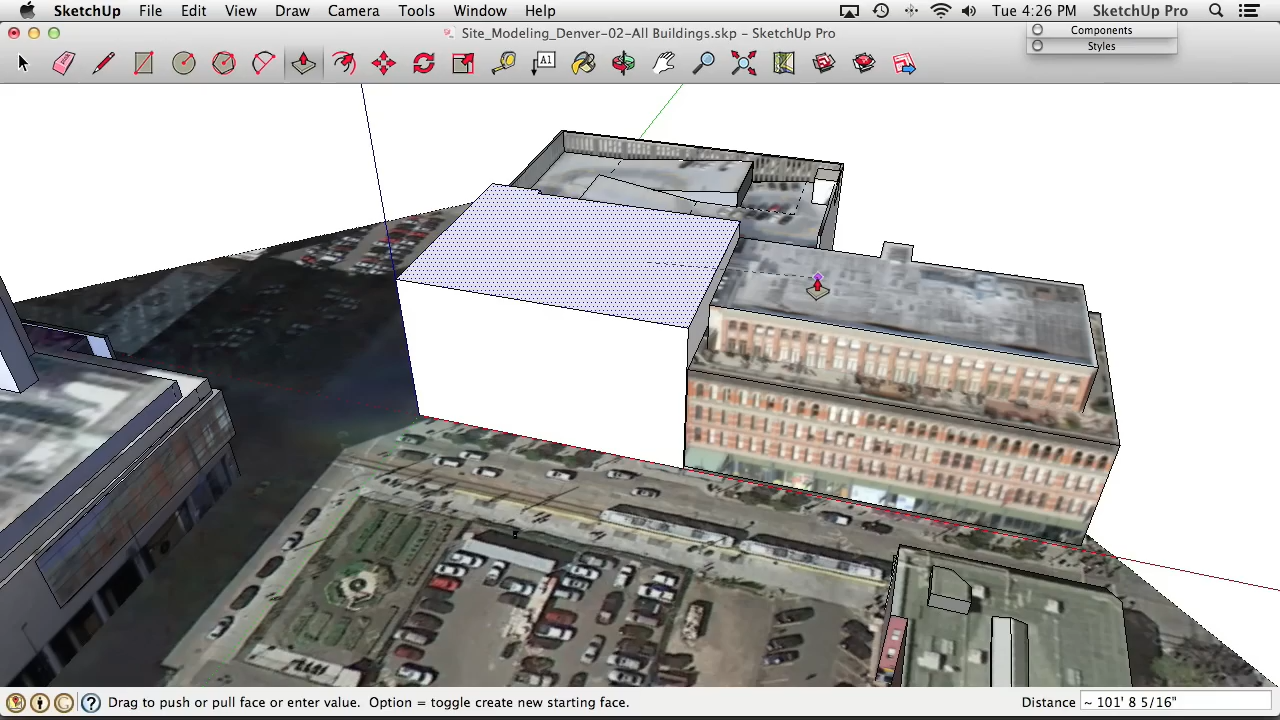 SketchUp File Edit View Draw Camera Tools Window Help Tue 4:26 PM SketchUp Pro
Site_Modeling_Denver-02-All Buildings.skp - SketchUp Pro
Components
Styles
A1
Drag to push or pull face or enter value. Option = toggle create new starting face. Distance ~ 101' 8 5/16"